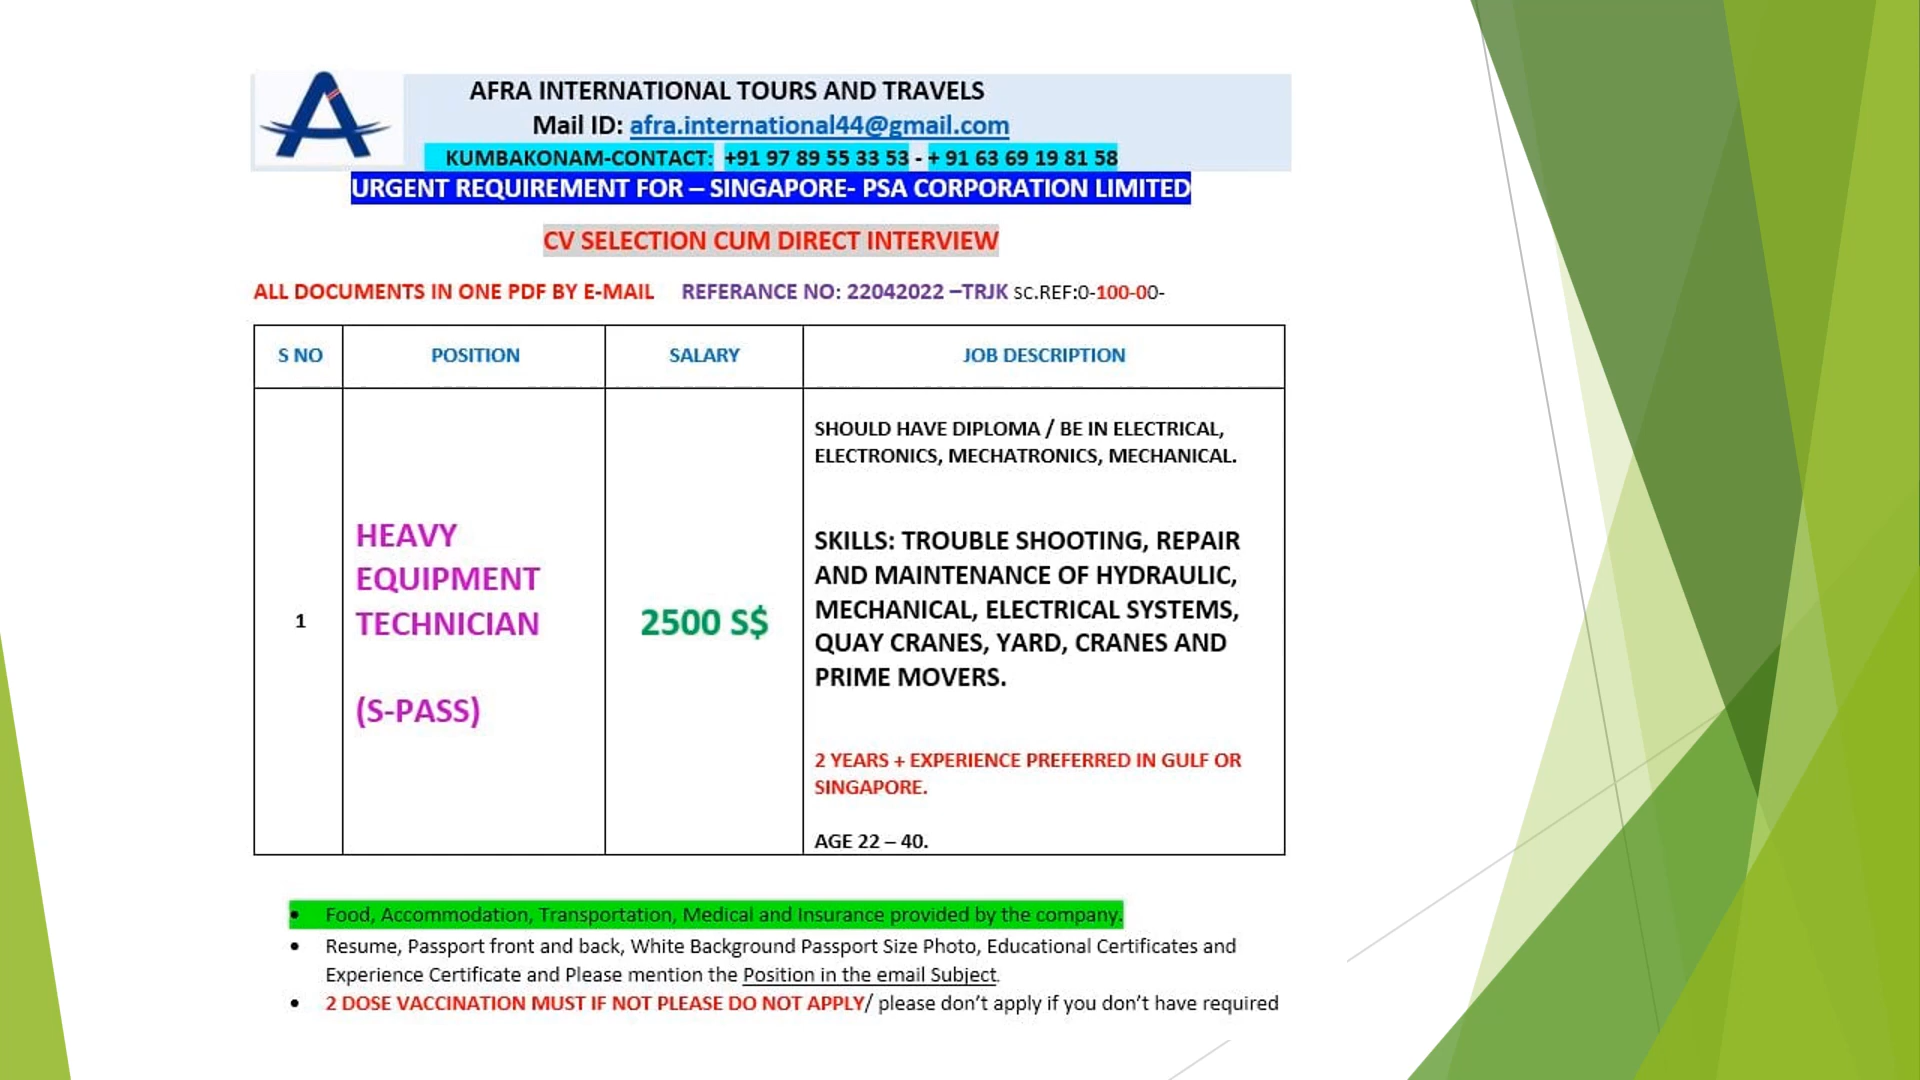 AFRA INTERNATIONAL TOURS AND TRAVELS
Mail ID: afra.international44@gmail.com
KUMBAKONAM-CONTACT: +91 97 89 55 33 53 - + 91 63 69 19 81 58
URGENT REQUIREMENT FOR – SINGAPORE- PSA CORPORATION LIMITED
CV SELECTION CUM DIRECT INTERVIEW
ALL DOCUMENTS IN ONE PDF BY E-MAIL REFERANCE NO: 22042022 –TRJK SC.REF:0-100-00-
S NO POSITION SALARY JOB DESCRIPTION
1
HEAVY
EQUIPMENT
TECHNICIAN
(S-PASS)
2500 S$
SHOULD HAVE DIPLOMA / BE IN ELECTRICAL,
ELECTRONICS, MECHATRONICS, MECHANICAL.
SKILLS: TROUBLE SHOOTING, REPAIR
AND MAINTENANCE OF HYDRAULIC,
MECHANICAL, ELECTRICAL SYSTEMS,
QUAY CRANES, YARD, CRANES AND
PRIME MOVERS.
2 YEARS + EXPERIENCE PREFERRED IN GULF OR
SINGAPORE.
AGE 22 – 40.
• Food, Accommodation, Transportation, Medical and Insurance provided by the company.
• Resume, Passport front and back, White Background Passport Size Photo, Educational Certificates and
Experience Certificate and Please mention the Position in the email Subject.
• 2 DOSE VACCINATION MUST IF NOT PLEASE DO NOT APPLY/ please don't apply if you don't have required